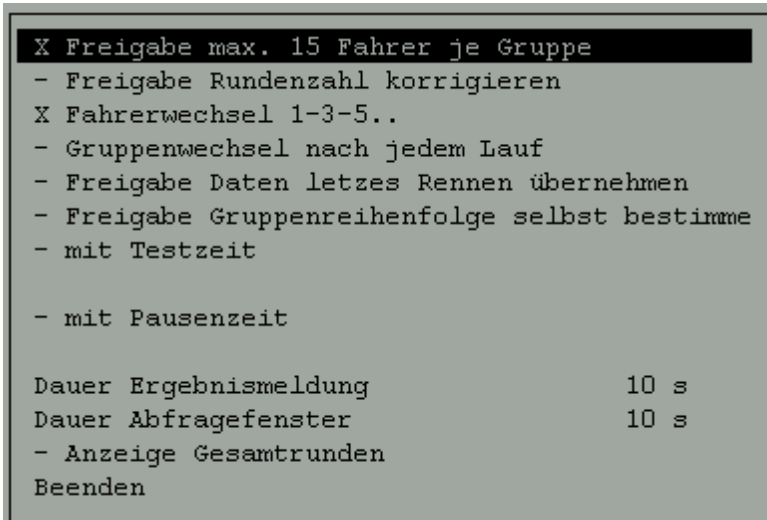 X Freigabe max. 15 Fahrer je Gruppe
- Freigabe Rundenzahl korrigieren
X Fahrerwechsel 1-3-5..
- Gruppenwechsel nach jedem Lauf
- Freigabe Daten letzes Rennen übernehmen
- Freigabe Gruppenreihenfolge selbst bestimme
- mit Testzeit
- mit Pausenzeit
Dauer Ergebnismeldung 10 s
Dauer Abfragefenster 10 s
- Anzeige Gesamtrunden
Beenden